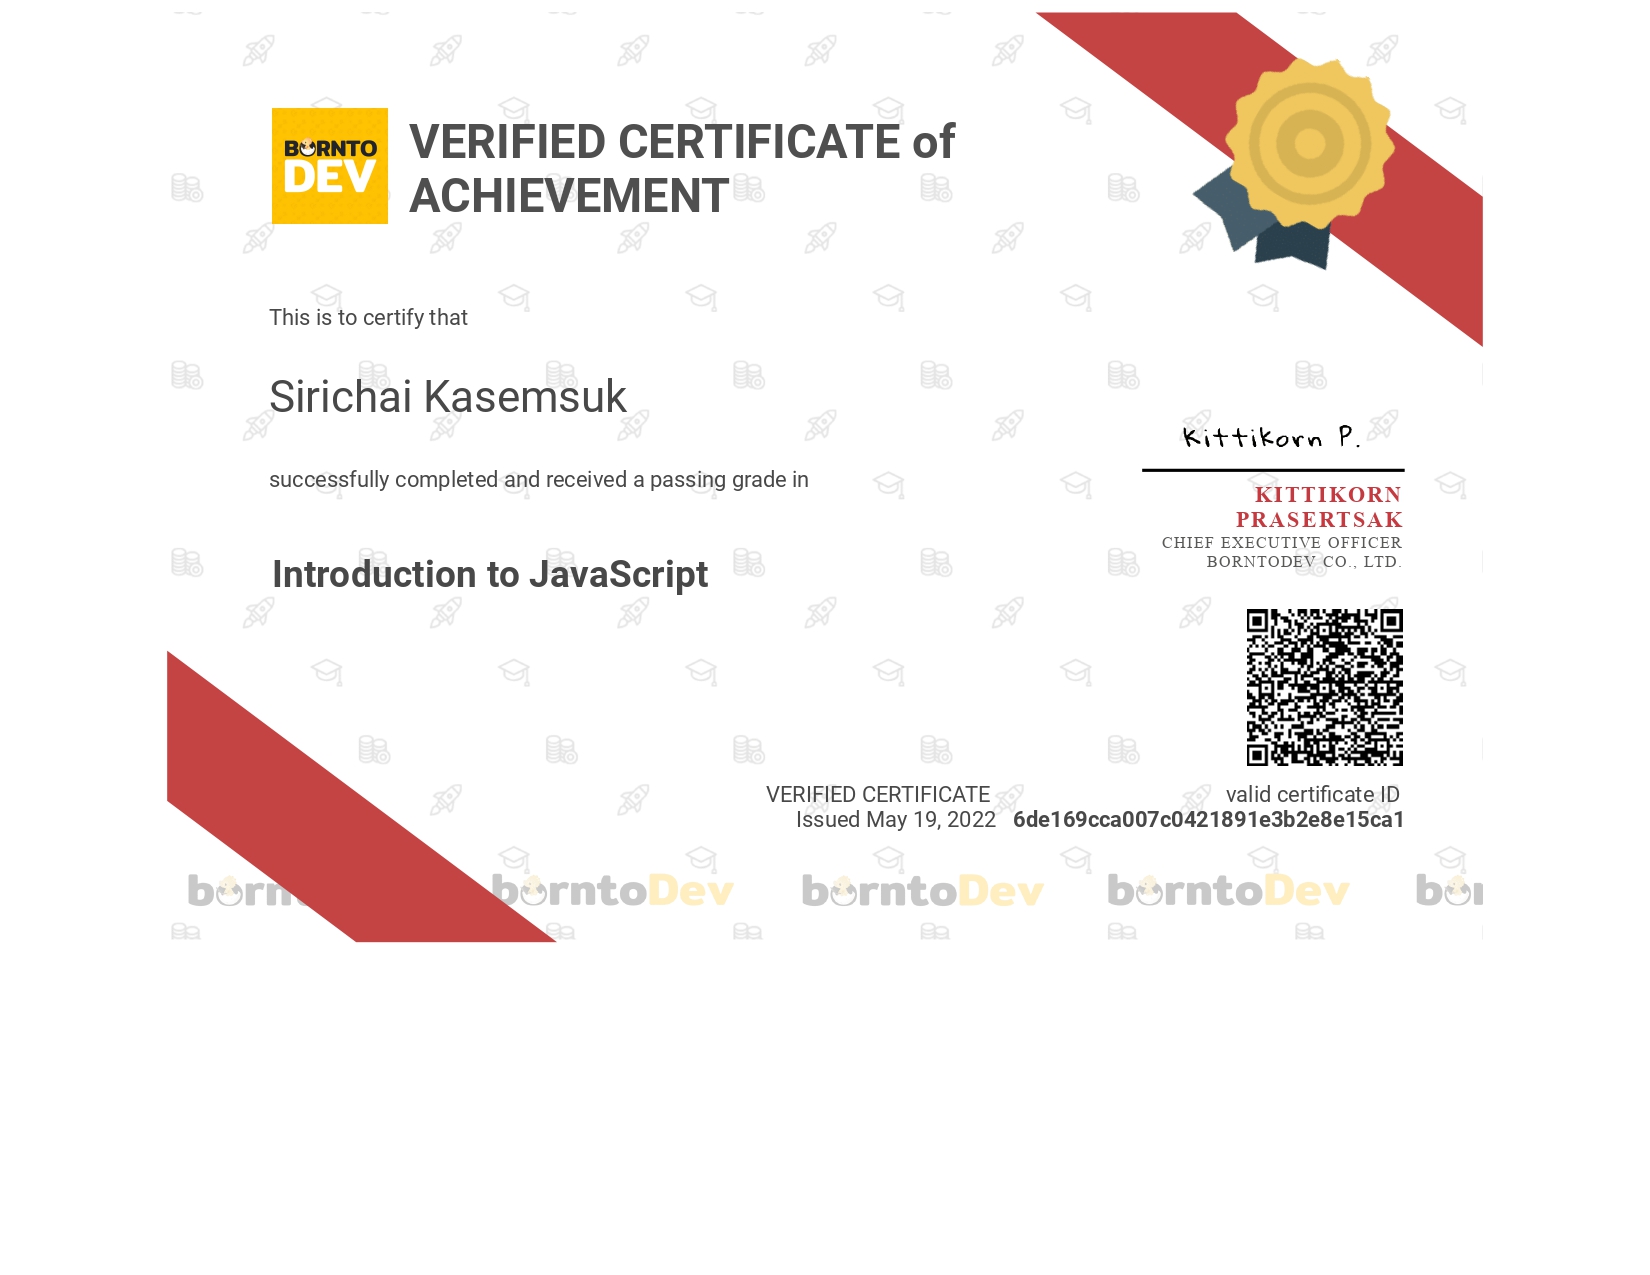 BORNTO
DEV
VERIFIED CERTIFICATE of
ACHIEVEMENT
This is to certify that
Sirichai Kasemsuk
successfully completed and received a passing grade in
Introduction to JavaScript
Kittikorn P.
KITTIKORN
PRASERTSAK
CHIEF EXECUTIVE OFFICER
BORNTODEV CO., LTD.
VERIFIED CERTIFICATE
Issued May 19, 2022
valid certificate ID
6de169cca007c0421891e3b2e8e15ca1
born
borntoDev
borntoDev
borntoDev
bor